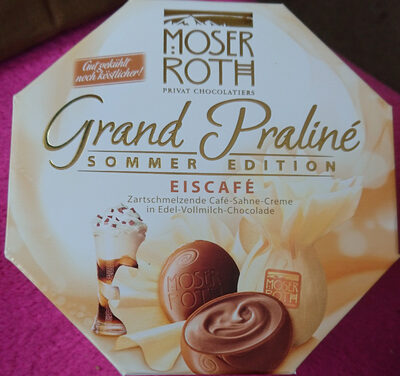 MOSER
ROTH
PRIVAT CHOCOLATIERS
Gut gekühlt
noch köstlicher!
Grand Praliné
SOMMER EDITION
EISCAFÉ
Zartschmelzende Café-Sahne-Creme
in Edel-Vollmilch-Chocolade
MOSER
ROTH
MOSER
ROTH